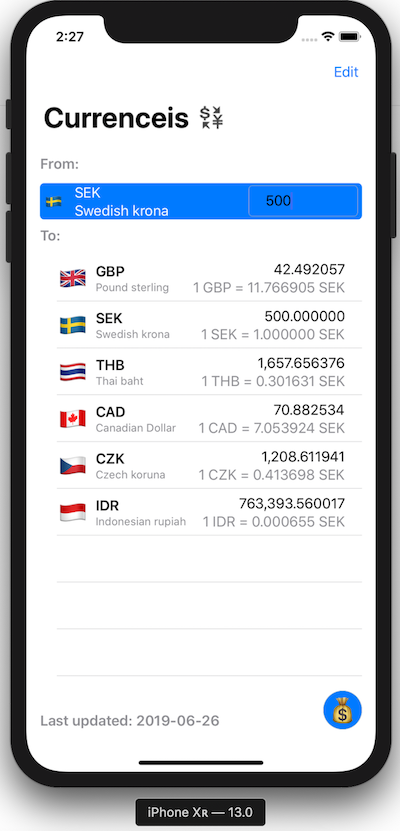 2:27
Edit
Currenceis 💱
From:
SEK
500
Swedish krona
To:
GBP 42.492057
Pound sterling 1 GBP = 11.766905 SEK
SEK 500.000000
Swedish krona 1 SEK = 1.000000 SEK
THB 1,657.656376
Thai baht 1 THB = 0.301631 SEK
CAD 70.882534
Canadian Dollar 1 CAD = 7.053924 SEK
CZK 1,208.611941
Czech koruna 1 CZK = 0.413698 SEK
IDR 763,393.560017
Indonesian rupiah 1 IDR = 0.000655 SEK
Last updated: 2019-06-26
iPhone Xʀ — 13.0